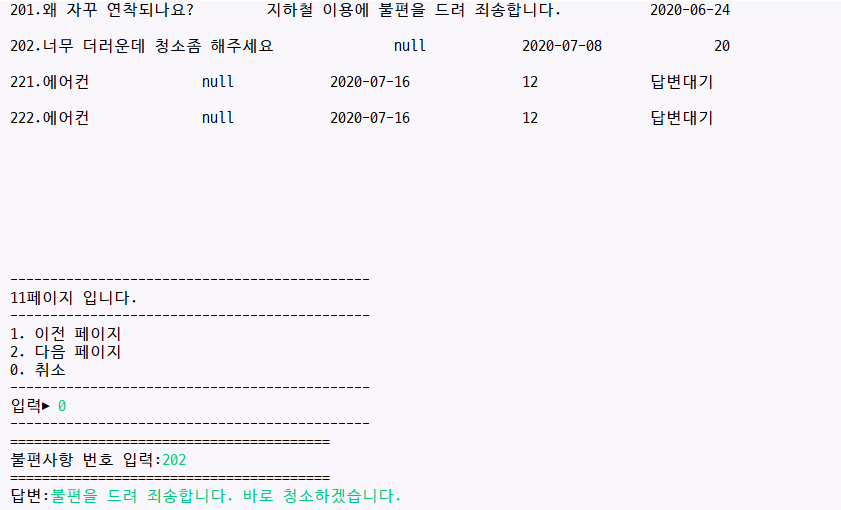 201.왜 자꾸 연착되나요? 지하철 이용에 불편을 드려 죄송합니다. 2020-06-24
202.너무 더러운데 청소좀 해주세요 null 2020-07-08 20
221.에어컨 null 2020-07-16 12 답변대기
222.에어컨 null 2020-07-16 12 답변대기
---------------------------------------------
11페이지 입니다.
---------------------------------------------
1. 이전 페이지
2. 다음 페이지
0. 취소
---------------------------------------------
입력▶ 0
---------------------------------------------
========================================
불편사항 번호 입력:202
========================================
답변:불편을 드려 죄송합니다. 바로 청소하겠습니다.